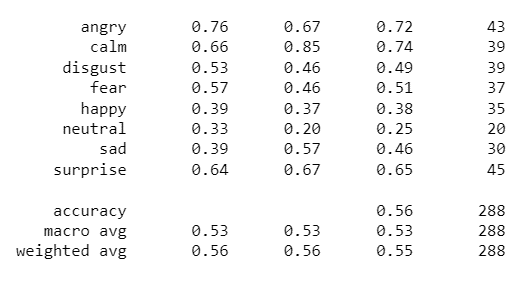 angry 0.76 0.67 0.72 43
calm 0.66 0.85 0.74 39
disgust 0.53 0.46 0.49 39
fear 0.57 0.46 0.51 37
happy 0.39 0.37 0.38 35
neutral 0.33 0.20 0.25 20
sad 0.39 0.57 0.46 30
surprise 0.64 0.67 0.65 45
accuracy 0.56 288
macro avg 0.53 0.53 0.53 288
weighted avg 0.56 0.56 0.55 288